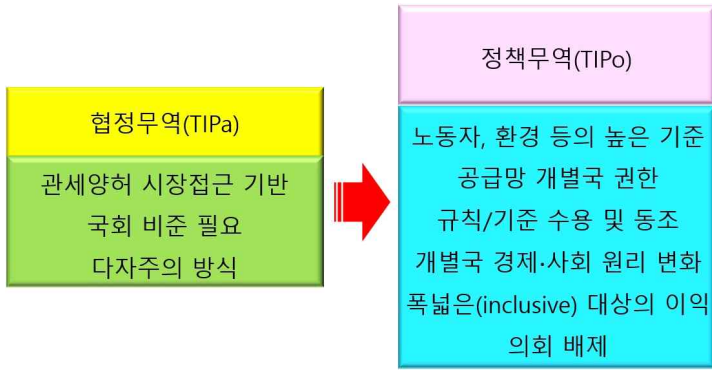 협정무역(TIPa)
관세양허 시장접근 기반
국회 비준 필요
다자주의 방식
정책무역(TIPo)
노동자, 환경 등의 높은 기준
공급망 개별국 권한
규칙/기준 수용 및 동조
개별국 경제·사회 원리 변화
폭넓은(inclusive) 대상의 이익
의회 배제